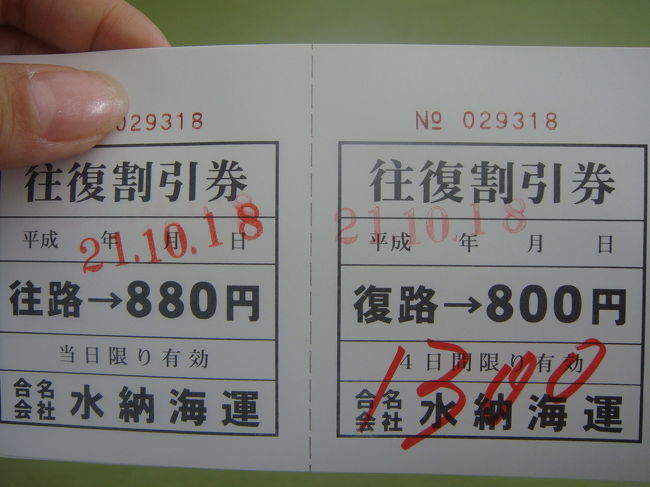 029318
往復割引券
平成 年 月 日
21.10.18
往路→880円
当日限り有効
合名会社 水納海運
№ 029318
往復割引券
平成 年 月 日
21.10.18
復路→800円
4日間限り有効
合名会社 水納海運
1300